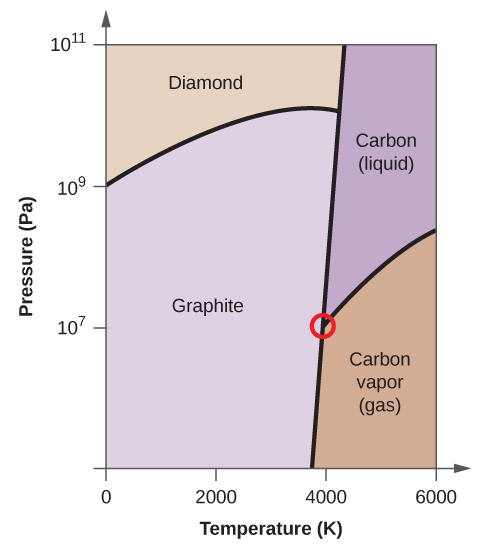 10¹¹
Diamond
Carbon
(liquid)
10⁹
Pressure (Pa)
Graphite
10⁷
Carbon
vapor
(gas)
0 2000 4000 6000
Temperature (K)